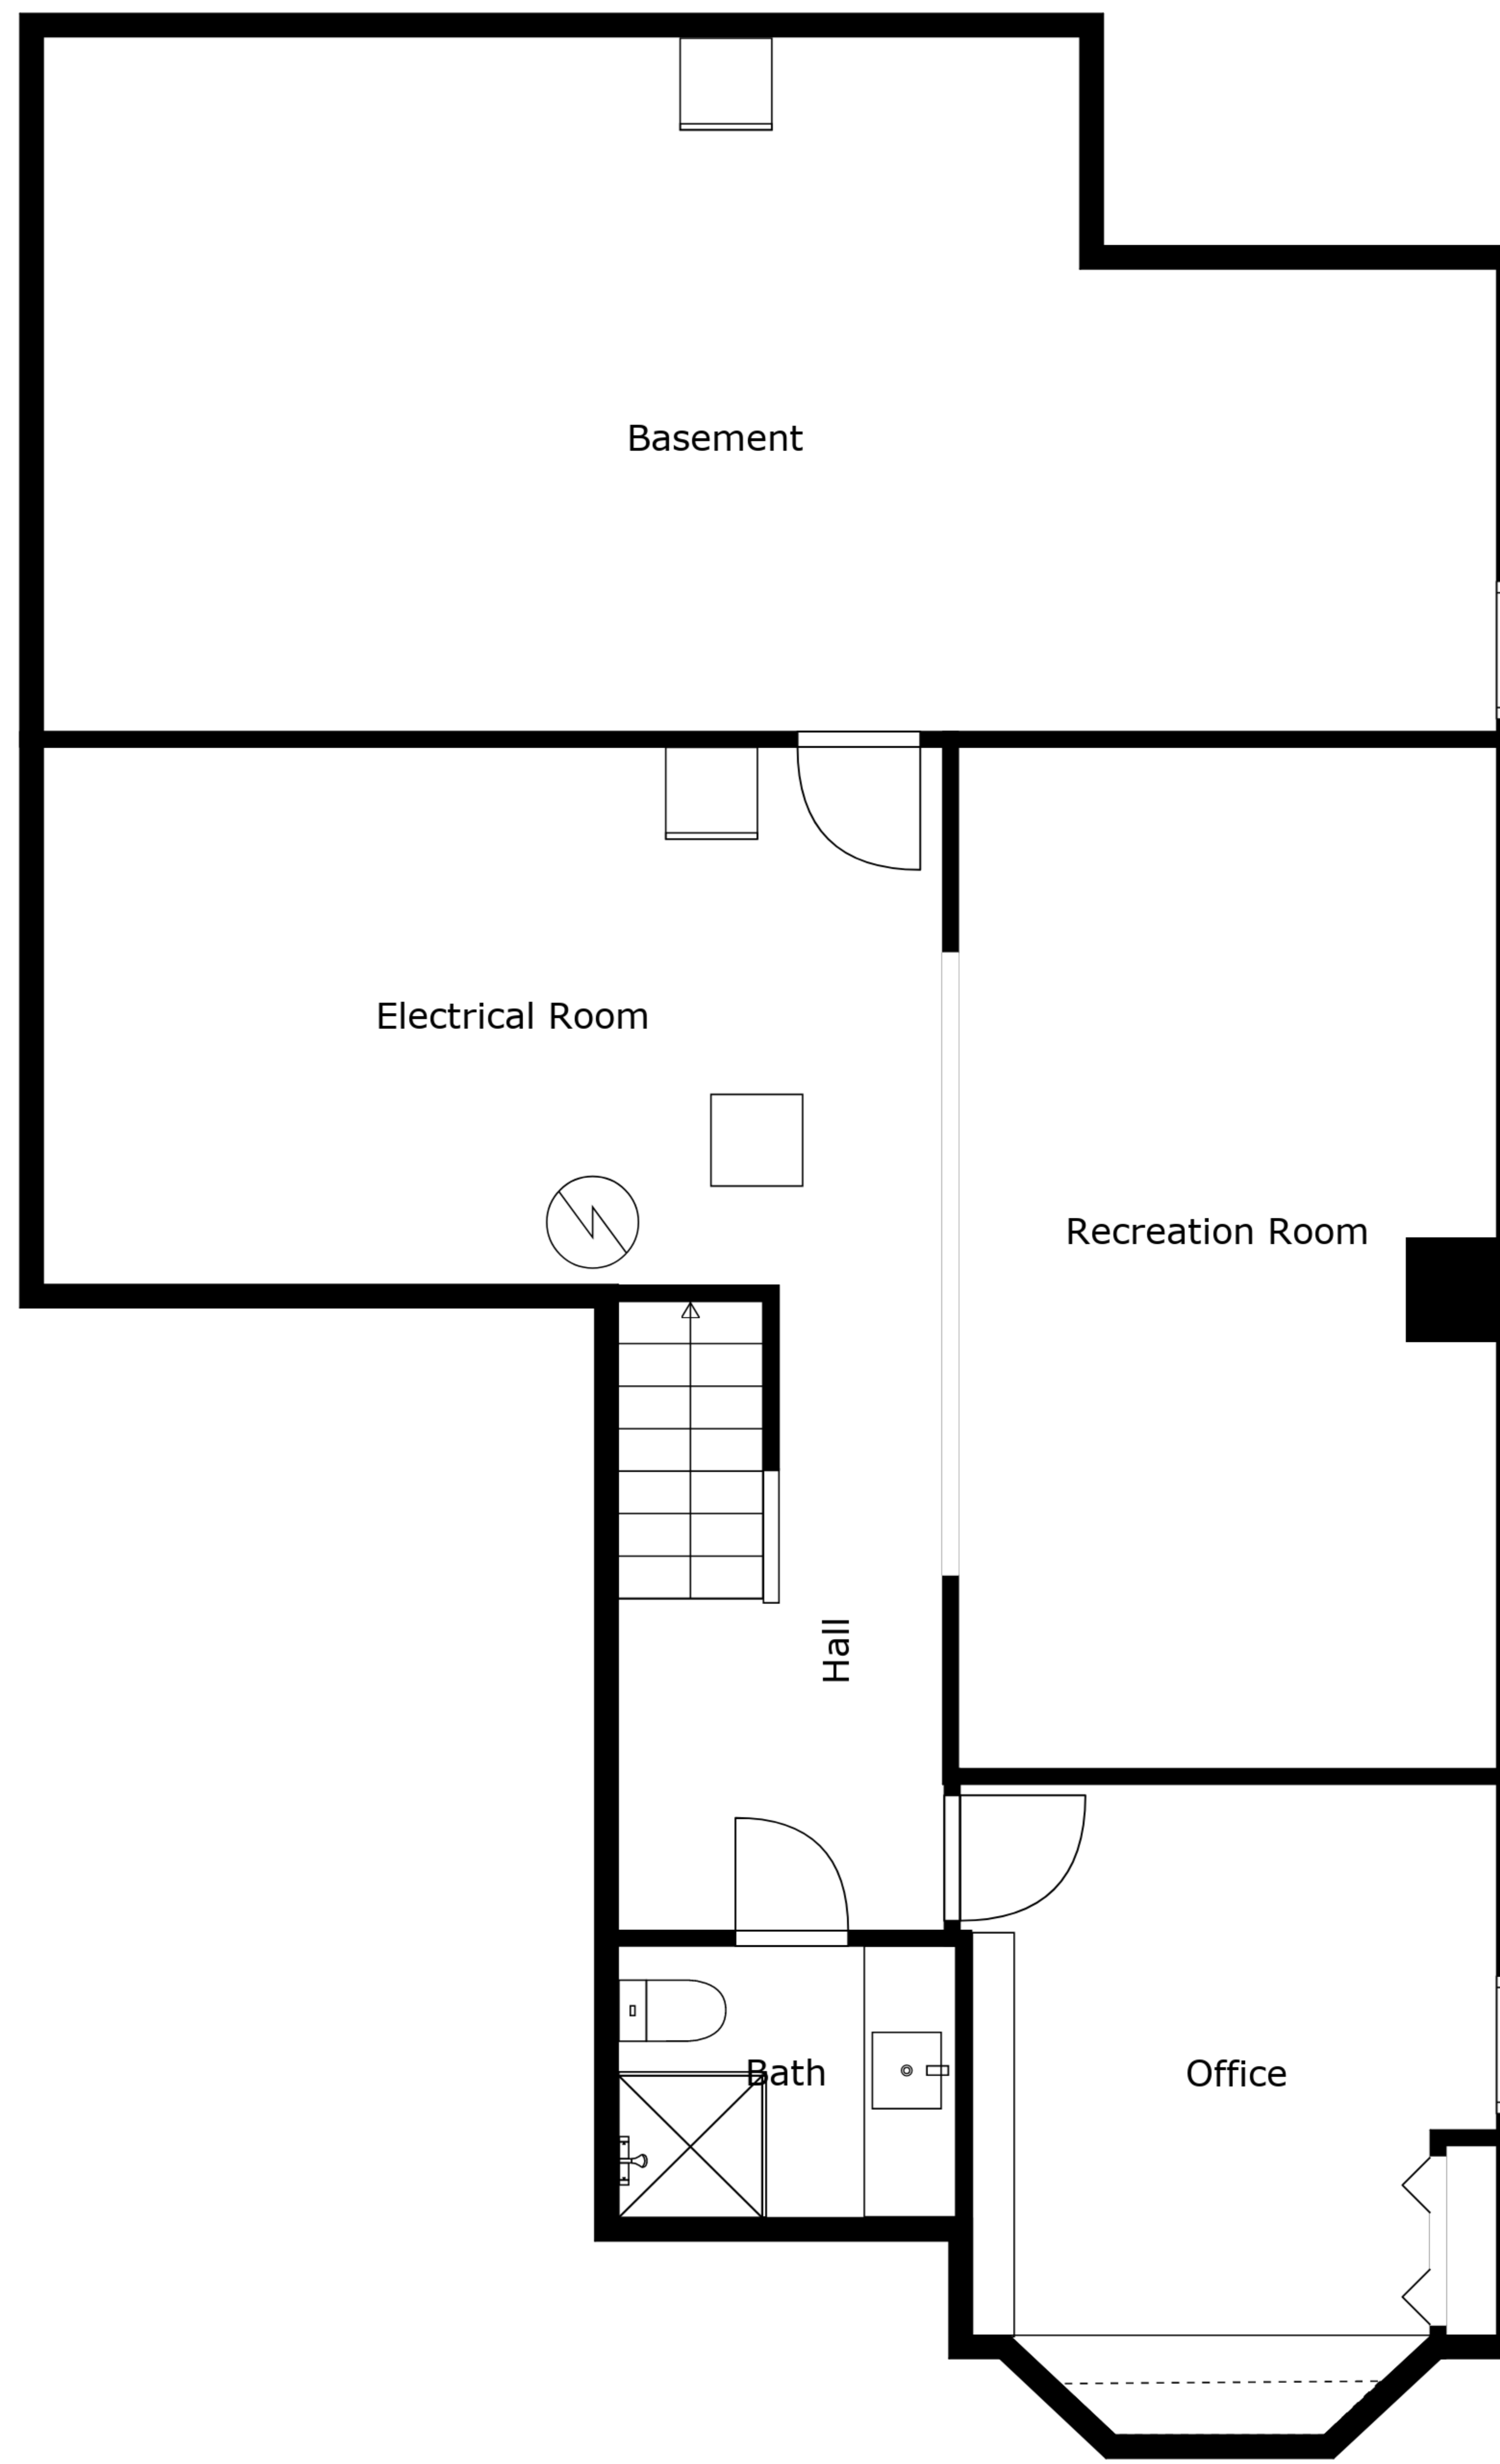 Basement
Electrical Room
Recreation Room
Hall
Bath
Office